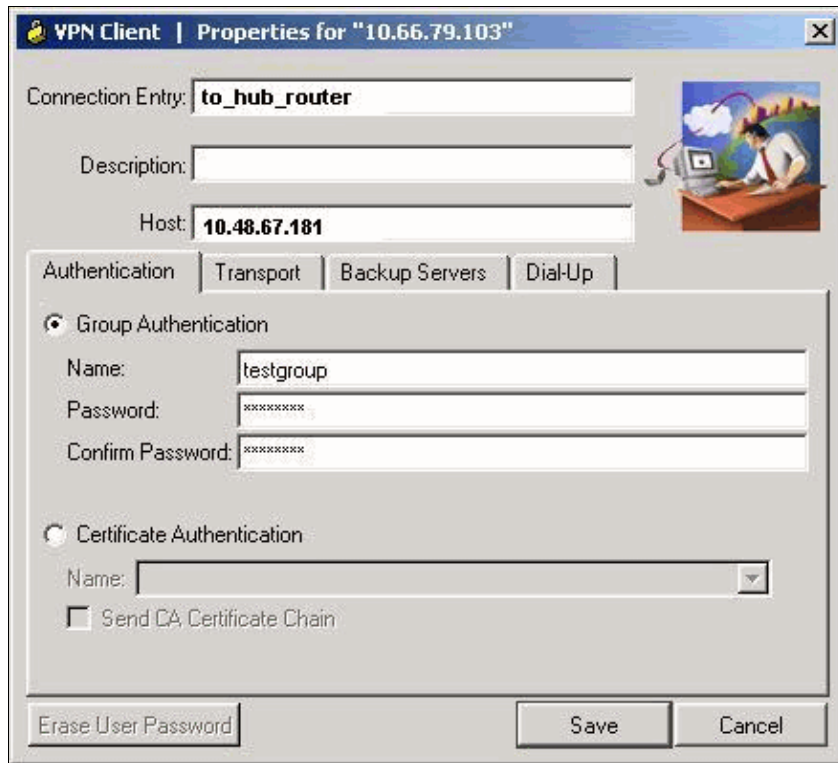 VPN Client | Properties for "10.66.79.103"
Connection Entry: to_hub_router
Description:
Host: 10.48.67.181
Authentication Transport Backup Servers Dial-Up
Group Authentication
Name: testgroup
Password: ********
Confirm Password: ********
Certificate Authentication
Name:
Send CA Certificate Chain
Erase User Password Save Cancel